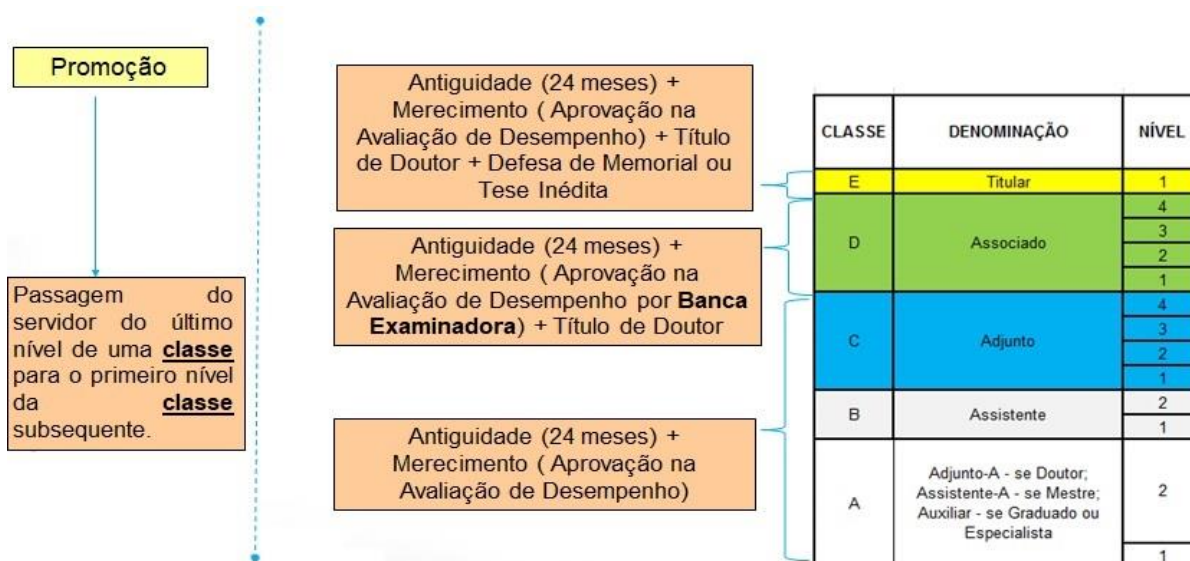 Promoção
Passagem do
servidor do último
nível de uma classe
para o primeiro nível
da classe
subsequente.
Antiguidade (24 meses) +
Merecimento ( Aprovação na
Avaliação de Desempenho) + Título
de Doutor + Defesa de Memorial ou
Tese Inédita
Antiguidade (24 meses) +
Merecimento ( Aprovação na
Avaliação de Desempenho por Banca
Examinadora) + Título de Doutor
Antiguidade (24 meses) +
Merecimento ( Aprovação na
Avaliação de Desempenho)
CLASSE DENOMINAÇÃO NÍVEL
E Titular 1
D Associado 4
3
2
1
C Adjunto 4
3
2
1
B Assistente 2
1
A Adjunto-A - se Doutor;
Assistente-A - se Mestre;
Auxiliar - se Graduado ou
Especialista
2
1